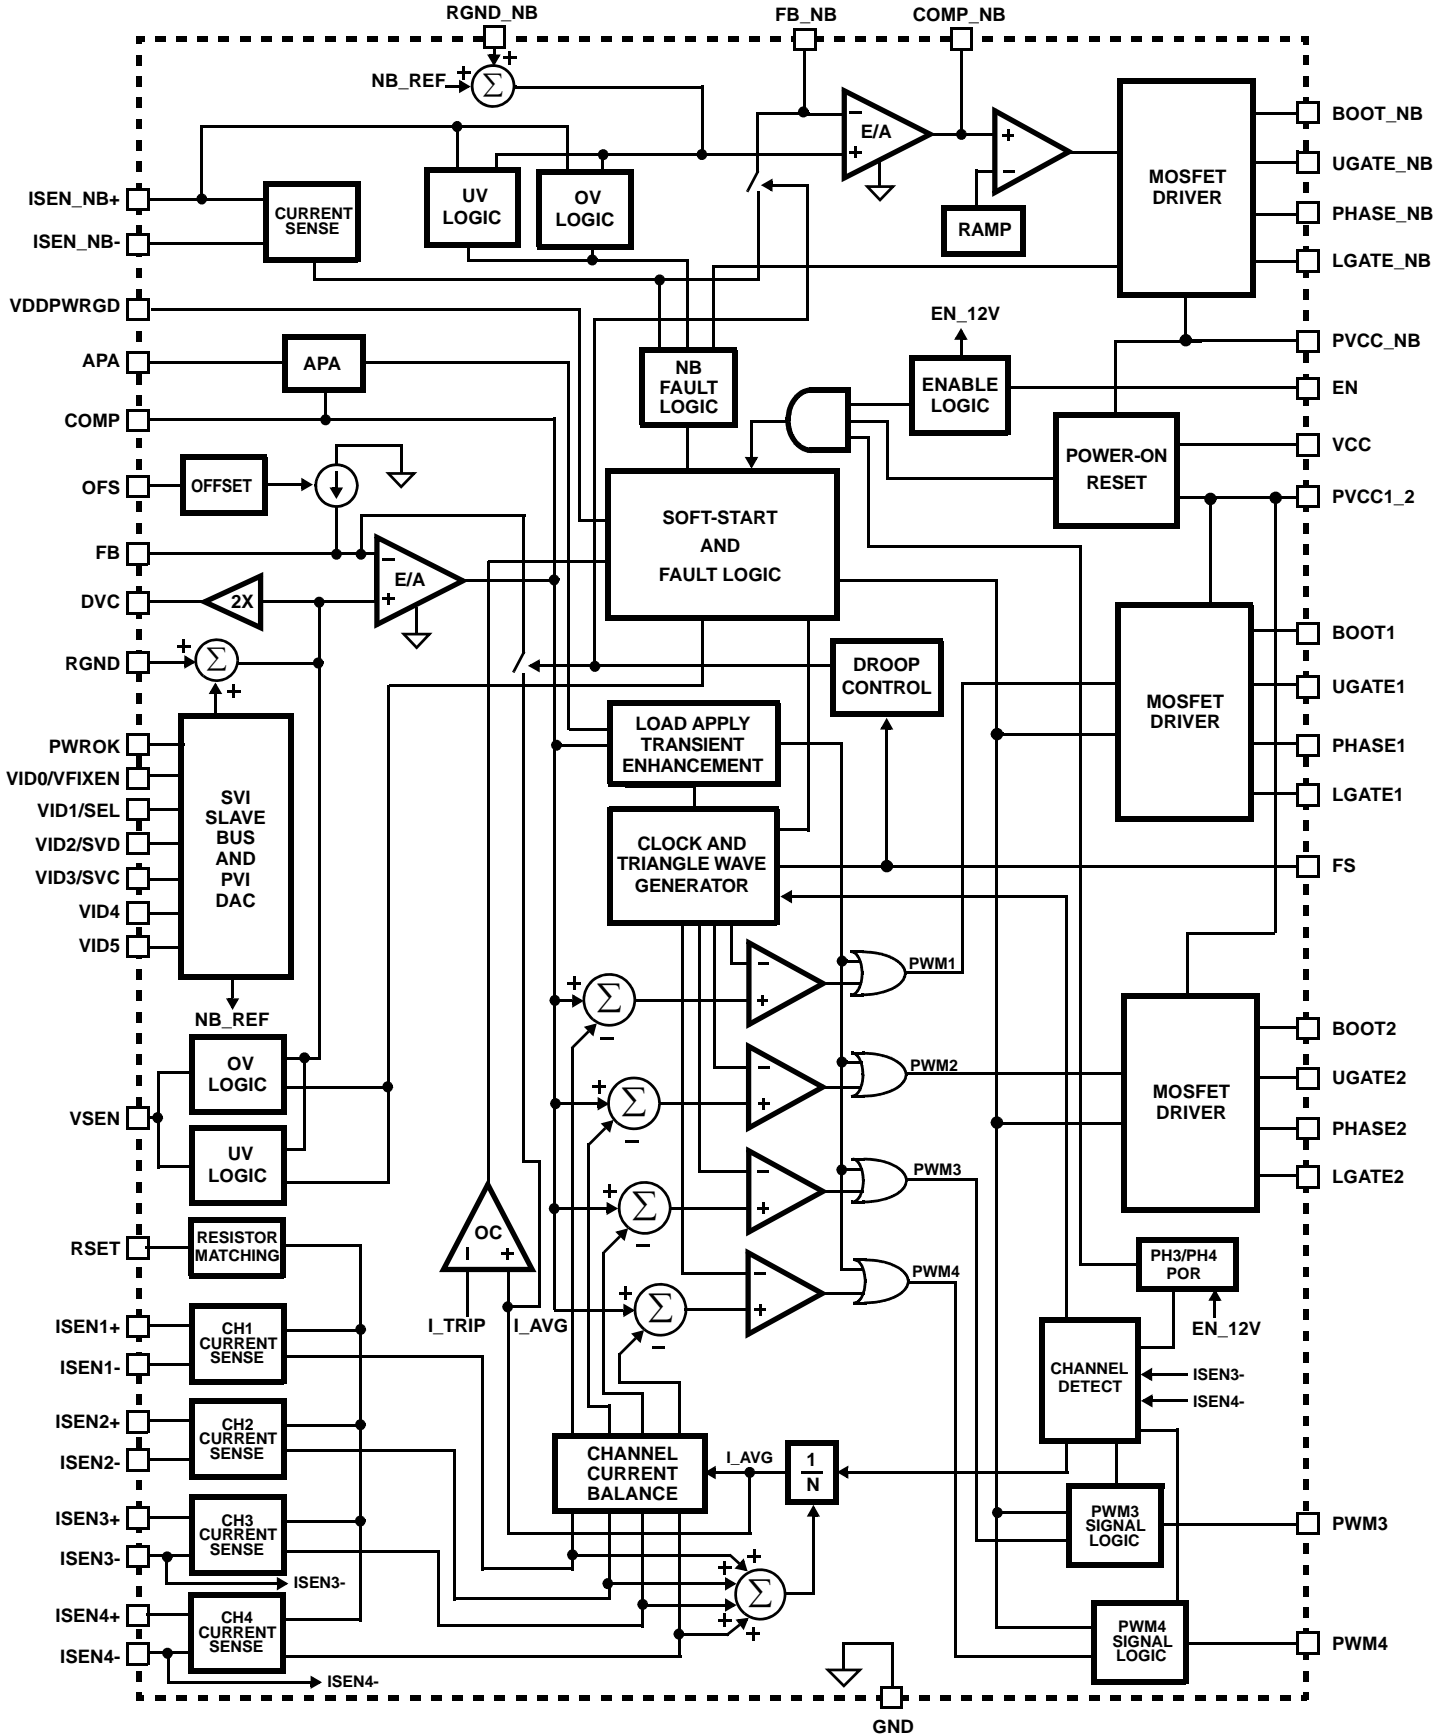 RGND_NB
FB_NB
COMP_NB
NB_REF
+
+
Σ
E/A
−
+
+
−
RAMP
MOSFET
DRIVER
BOOT_NB
UGATE_NB
PHASE_NB
LGATE_NB
ISEN_NB+
ISEN_NB-
CURRENT
SENSE
UV
LOGIC
OV
LOGIC
VDDPWRGD
APA
APA
COMP
NB
FAULT
LOGIC
EN_12V
ENABLE
LOGIC
PVCC_NB
EN
POWER-ON
RESET
VCC
PVCC1_2
OFS
OFFSET
FB
DVC
2X
E/A
−
+
SOFT-START
AND
FAULT LOGIC
RGND
+
Σ
+
DROOP
CONTROL
MOSFET
DRIVER
BOOT1
UGATE1
PHASE1
LGATE1
PWROK
VID0/VFIXEN
VID1/SEL
VID2/SVD
VID3/SVC
VID4
VID5
SVI
SLAVE
BUS
AND
PVI
DAC
NB_REF
LOAD APPLY
TRANSIENT
ENHANCEMENT
CLOCK AND
TRIANGLE WAVE
GENERATOR
FS
+
Σ
−
−
+
PWM1
+
Σ
−
−
+
PWM2
+
Σ
−
−
+
PWM3
+
Σ
−
−
+
PWM4
MOSFET
DRIVER
BOOT2
UGATE2
PHASE2
LGATE2
VSEN
OV
LOGIC
UV
LOGIC
RSET
RESISTOR
MATCHING
OC
−
+
I_TRIP
I_AVG
PH3/PH4
POR
EN_12V
CHANNEL
DETECT
ISEN3-
ISEN4-
ISEN1+
ISEN1-
CH1
CURRENT
SENSE
ISEN2+
ISEN2-
CH2
CURRENT
SENSE
ISEN3+
ISEN3-
CH3
CURRENT
SENSE
ISEN3-
ISEN4+
ISEN4-
CH4
CURRENT
SENSE
ISEN4-
CHANNEL
CURRENT
BALANCE
I_AVG
1
N
+
+
+
+
Σ
PWM3
SIGNAL
LOGIC
PWM3
PWM4
SIGNAL
LOGIC
PWM4
GND